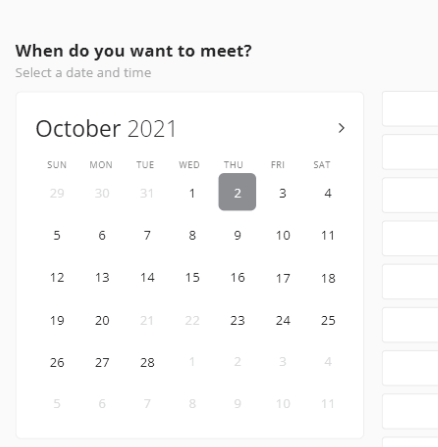 When do you want to meet?
Select a date and time
October 2021 >
SUN MON TUE WED THU FRI SAT
29 30 31 1 2 3 4
5 6 7 8 9 10 11
12 13 14 15 16 17 18
19 20 21 22 23 24 25
26 27 28 1 2 3 4
5 6 7 8 9 10 11